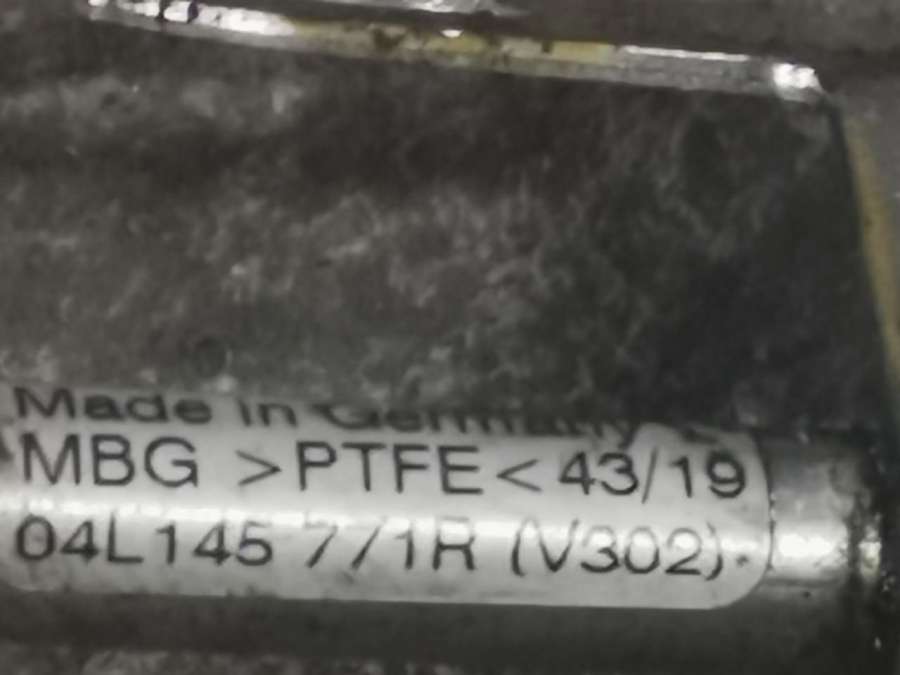 Made in Germany
MBG >PTFE< 43/19
04L145 771R (V302)